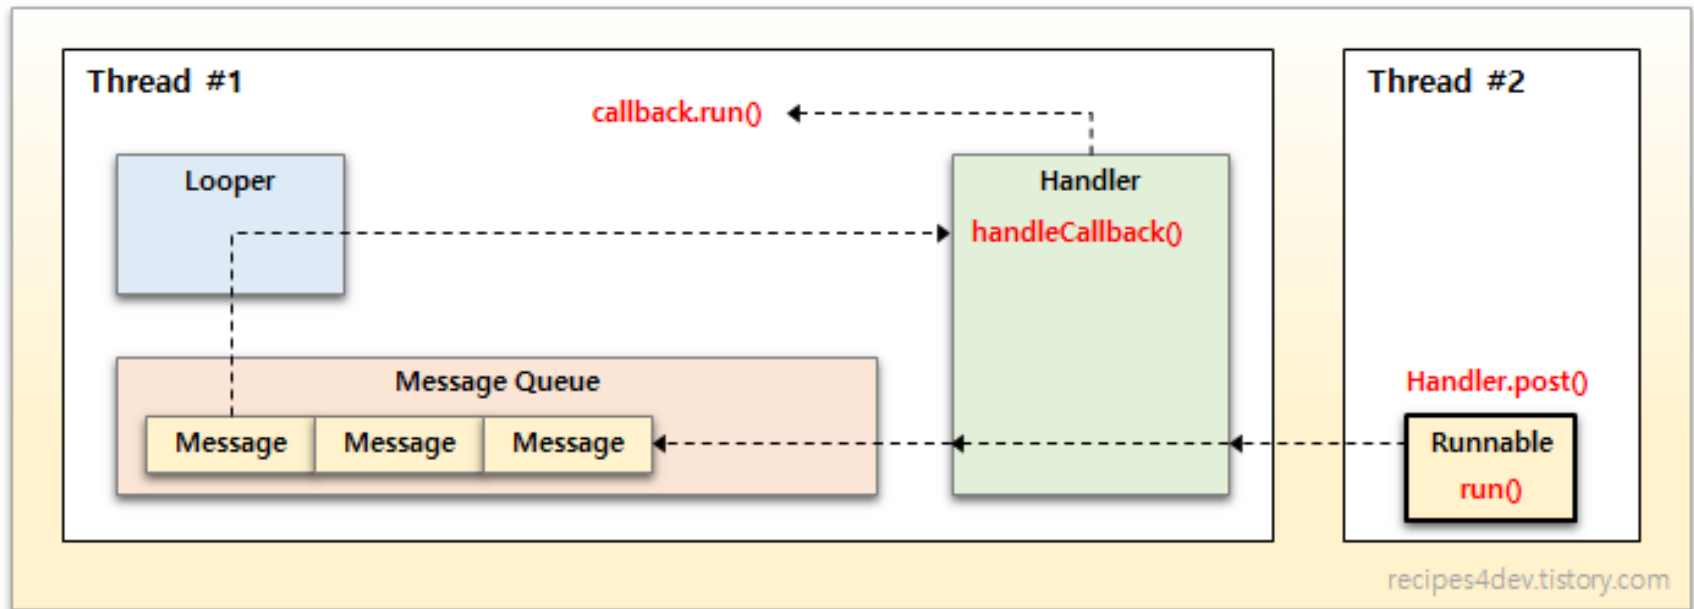 Thread #1
Thread #2
callback.run()
Looper
Handler
handleCallback()
Message Queue
Handler.post()
Message Message Message
Runnable
run()
recipes4dev.tistory.com